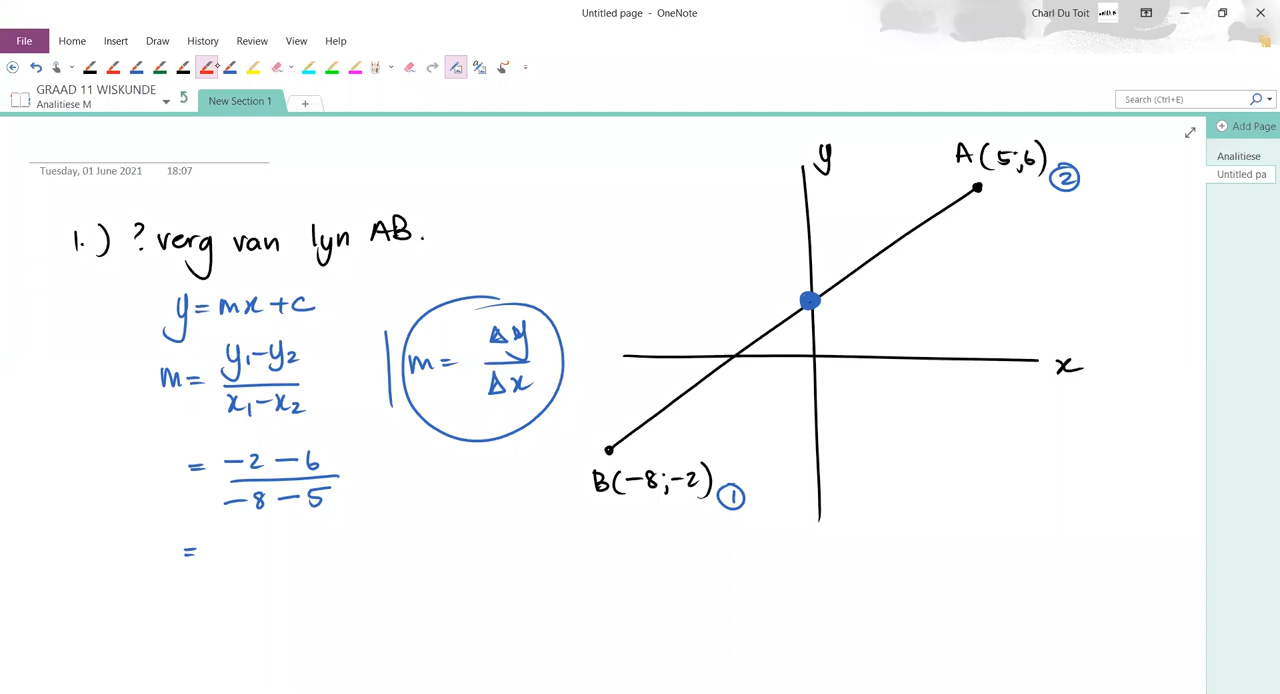 Untitled page - OneNote
Charl Du Toit
File Home Insert Draw History Review View Help
GRAAD 11 WISKUNDE
Analitiese M
New Section 1
+
Search (Ctrl+E)
Add Page
Analitiese
Untitled pa
Tuesday, 01 June 2021 18:07
1.) ? verg van lyn AB.
y = mx + c
m = y₁-y₂ / x₁-x₂
m = Δy / Δx
= -2 - 6 / -8 - 5
=
y
A(5;6) ②
x
B(-8;-2) ①